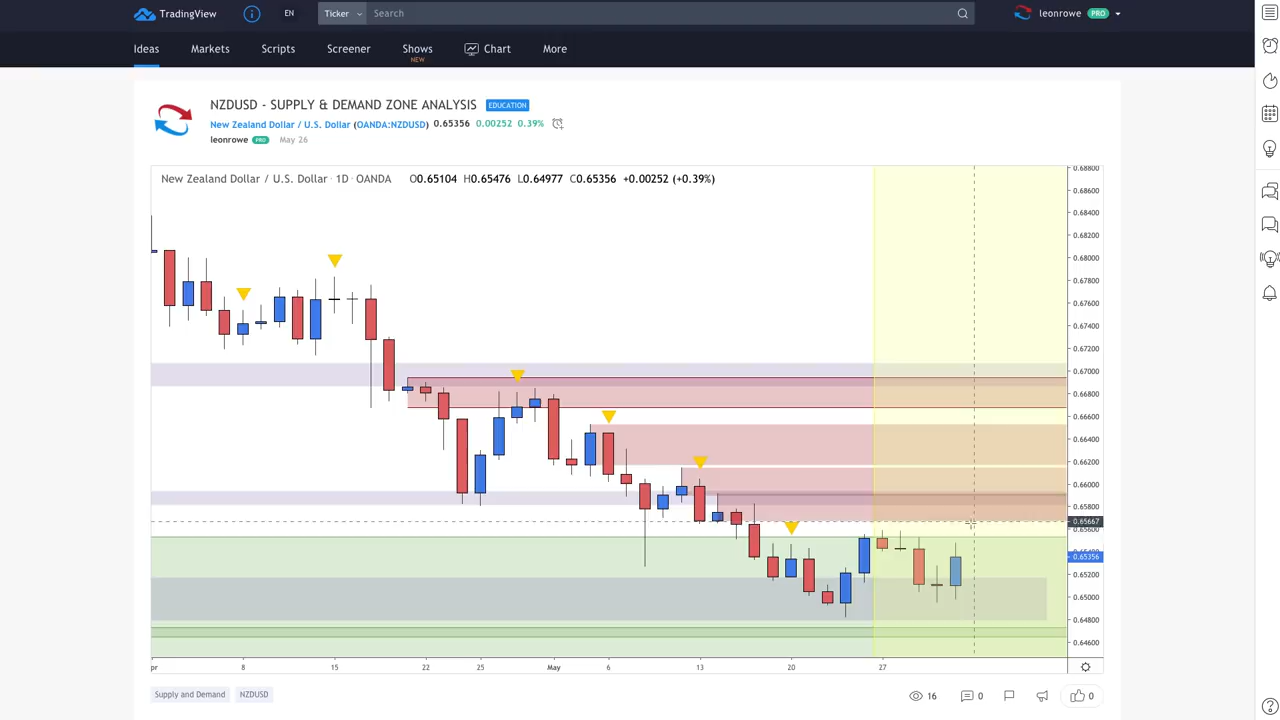 TradingView
EN
Ticker
Search
leonrowe PRO
Ideas
Markets
Scripts
Screener
Shows
NEW
Chart
More
NZDUSD - SUPPLY & DEMAND ZONE ANALYSIS EDUCATION
New Zealand Dollar / U.S. Dollar (OANDA:NZDUSD) 0.65356 0.00252 0.39%
leonrowe PRO May 26
New Zealand Dollar / U.S. Dollar · 1D · OANDA O0.65104 H0.65476 L0.64977 C0.65356 +0.00252 (+0.39%)
0.68800
0.68600
0.68400
0.68200
0.68000
0.67800
0.67600
0.67400
0.67200
0.67000
0.66800
0.66600
0.66400
0.66200
0.66000
0.65800
0.65667
0.65600
0.65356
0.65200
0.65000
0.64800
0.64600
pr 8 15 22 25 May 6 13 20 27
Supply and Demand
NZDUSD
16
0
0